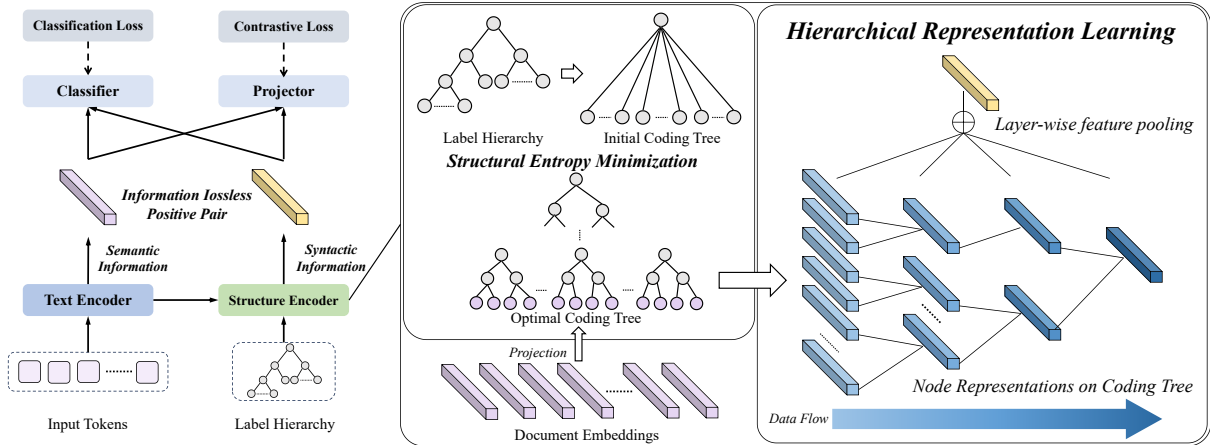 Classification Loss
Contrastive Loss
Classifier
Projector
Information lossless
Positive Pair
Semantic
Information
Syntactic
Information
Text Encoder
Structure Encoder
Input Tokens
Label Hierarchy
Label Hierarchy
Initial Coding Tree
Structural Entropy Minimization
Optimal Coding Tree
Projection
Document Embeddings
Hierarchical Representation Learning
Layer-wise feature pooling
Node Representations on Coding Tree
Data Flow